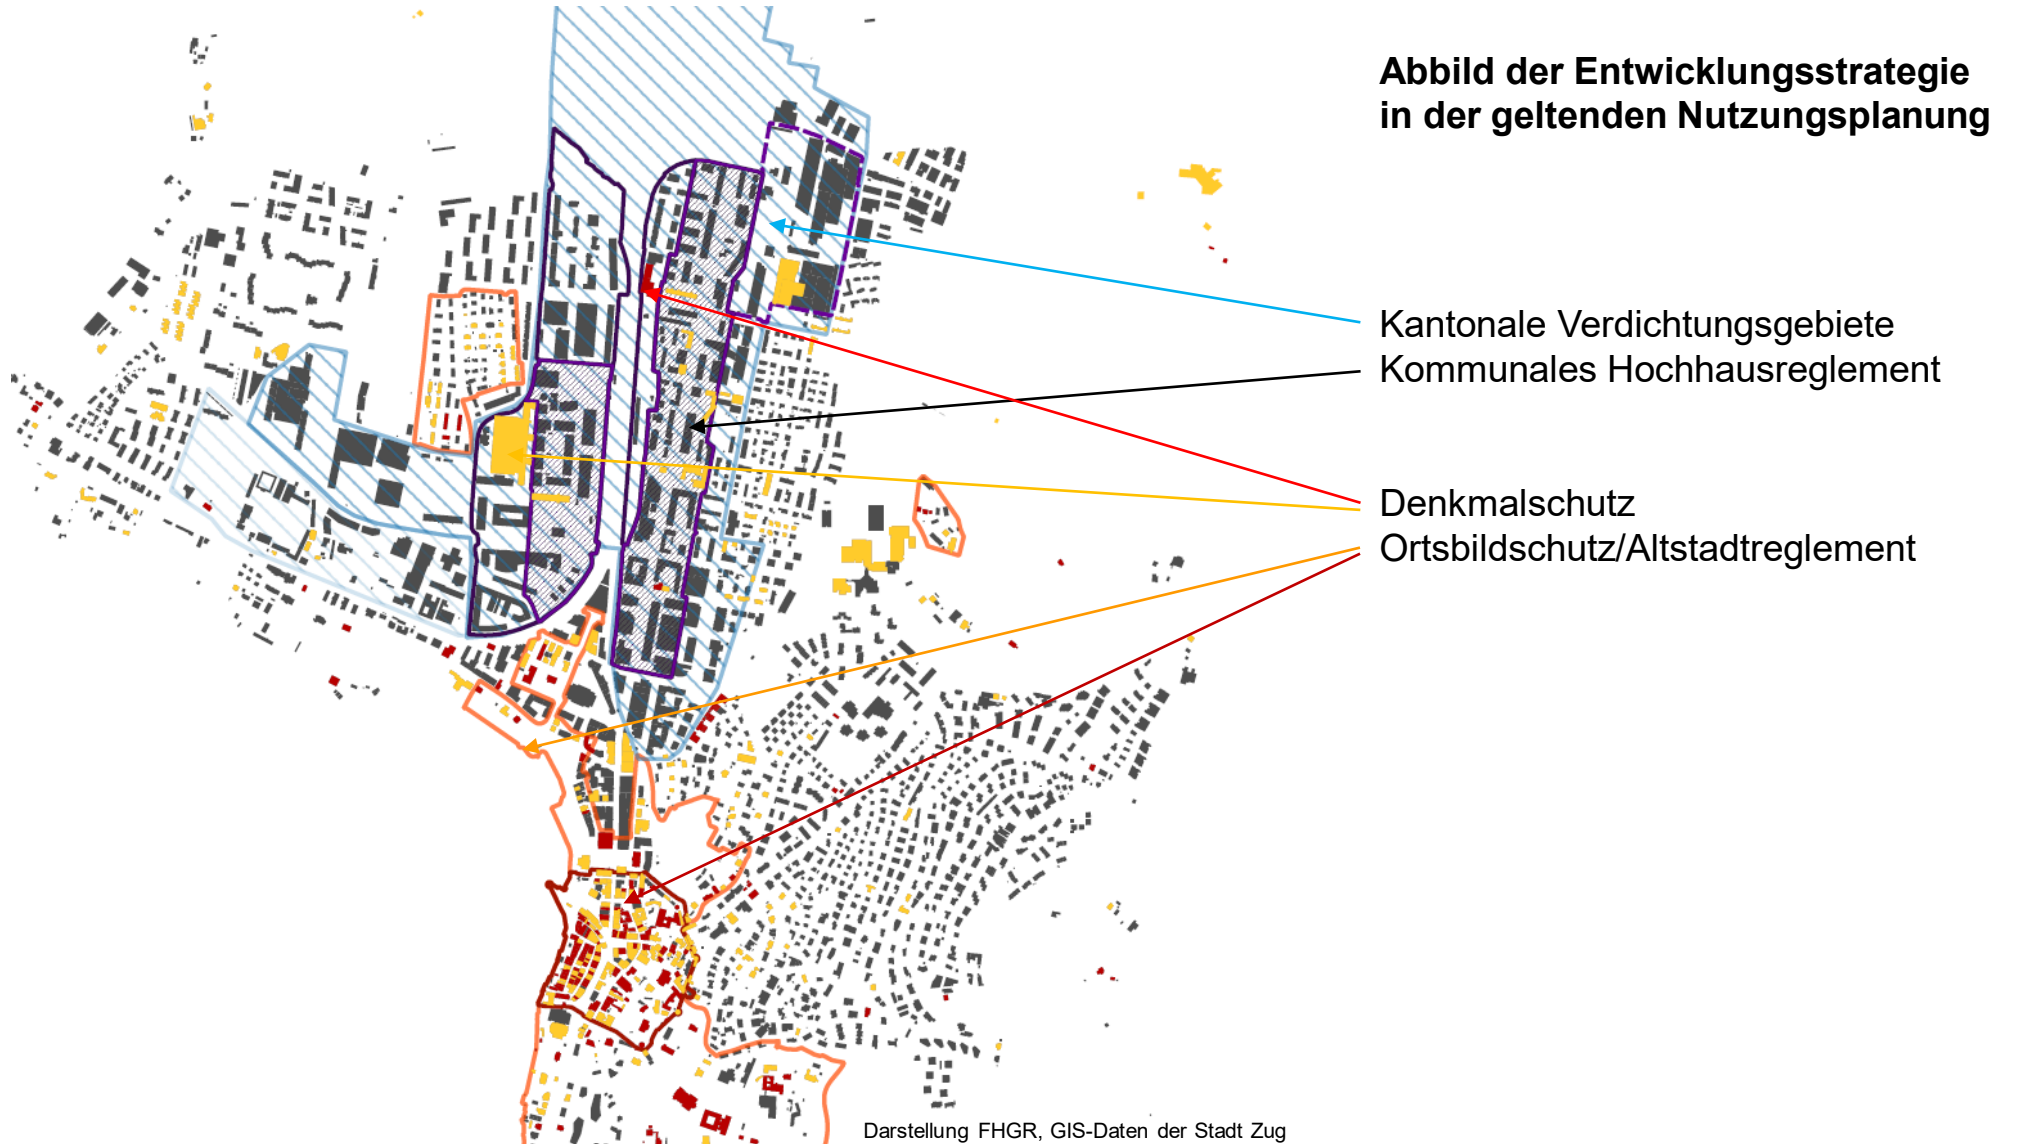 Abbild der Entwicklungsstrategie
in der geltenden Nutzungsplanung
Kantonale Verdichtungsgebiete
Kommunales Hochhausreglement
Denkmalschutz
Ortsbildschutz/Altstadtreglement
Darstellung FHGR, GIS-Daten der Stadt Zug